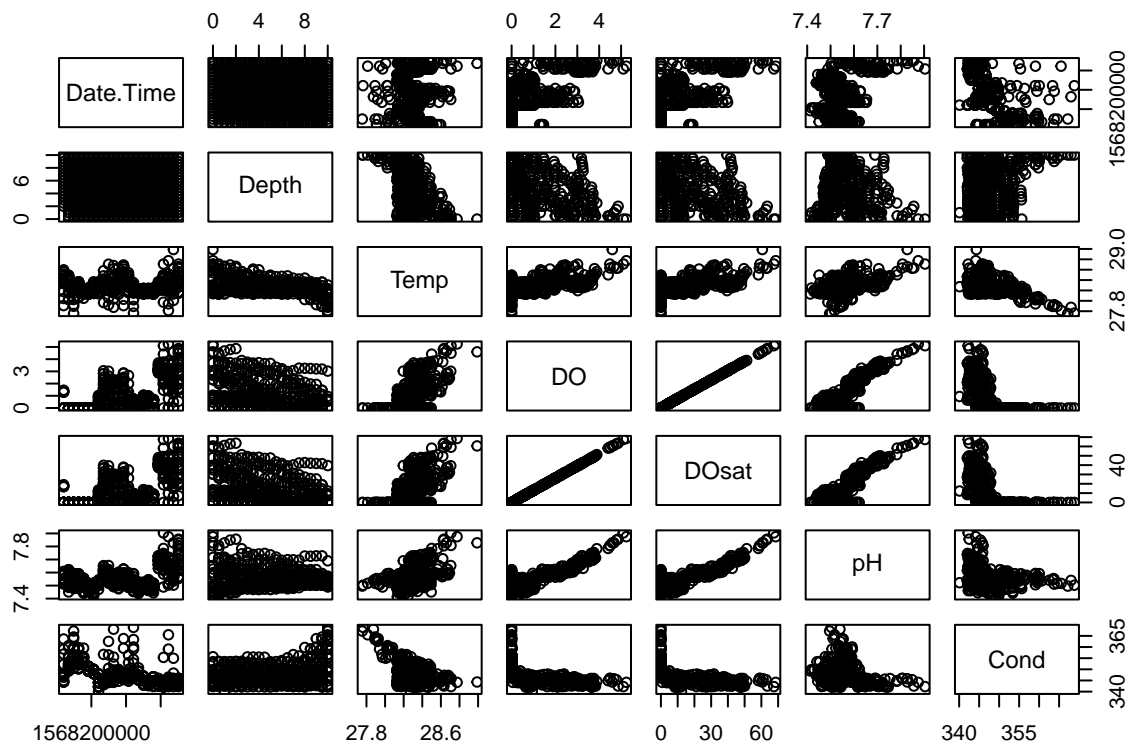 0 4 8 0 2 4 7.4 7.7
Date.Time
1568200000
0 6
Depth
Temp
27.8 29.0
0 3
DO
DOsat
0 40
7.4 7.8
pH
Cond
340 365
1568200000 27.8 28.6 0 30 60 340 355